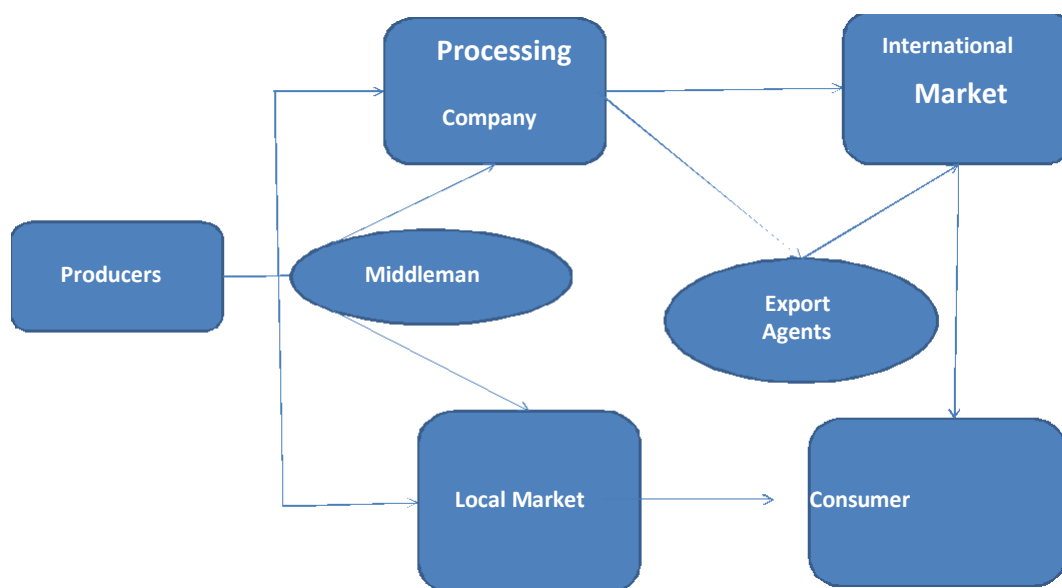 Processing
Company
International
Market
Producers
Middleman
Export
Agents
Local Market
Consumer